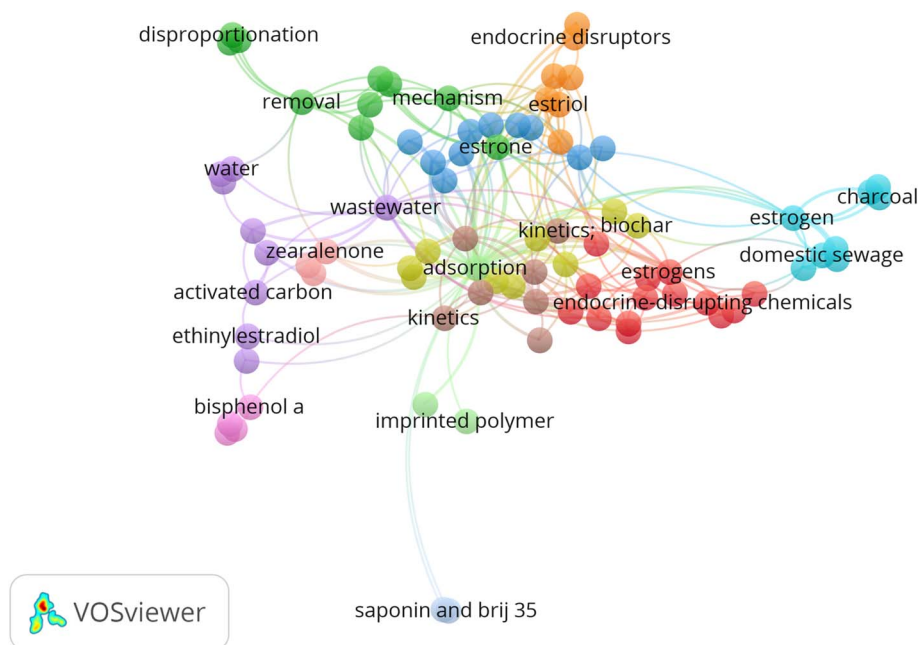 disproportionation
endocrine disruptors
removal
mechanism
estriol
estrone
water
charcoal
wastewater
estrogen
kinetics;
biochar
zearalenone
domestic sewage
adsorption
estrogens
activated carbon
endocrine-disrupting chemicals
kinetics
ethinylestradiol
bisphenol a
imprinted polymer
saponin and brij 35
VOSviewer